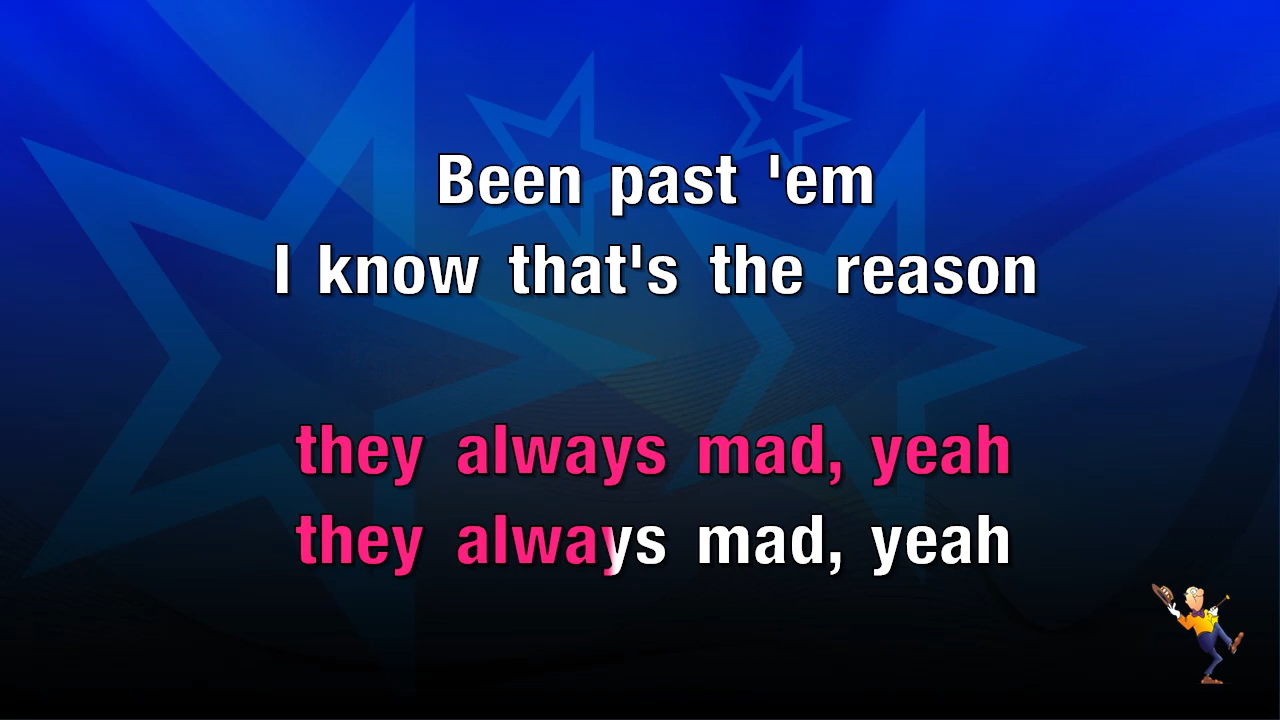 Been past 'em
I know that's the reason
they always mad, yeah
they always mad, yeah